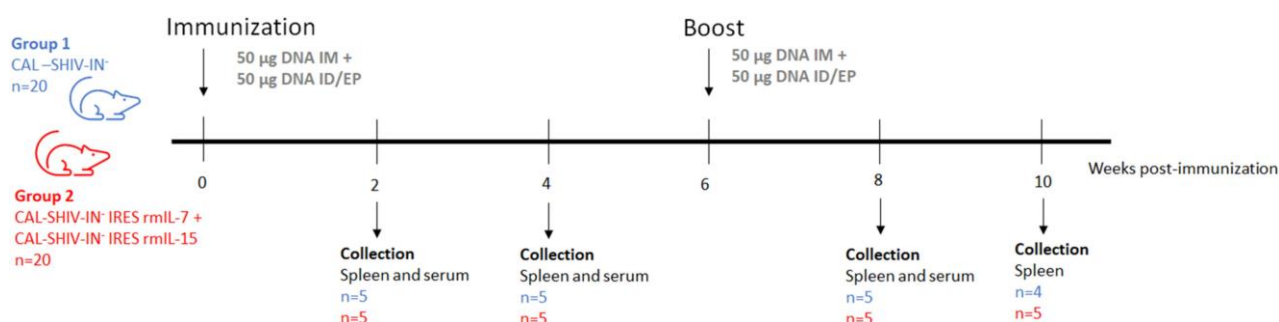 Immunization
Boost
Group 1
CAL –SHIV-IN⁻
n=20
50 µg DNA IM +
50 µg DNA ID/EP
50 µg DNA IM +
50 µg DNA ID/EP
0
2
4
6
8
10
Weeks post-immunization
Group 2
CAL-SHIV-IN⁻ IRES rmIL-7 +
CAL-SHIV-IN⁻ IRES rmIL-15
n=20
Collection
Spleen and serum
n=5
n=5
Collection
Spleen and serum
n=5
n=5
Collection
Spleen and serum
n=5
n=5
Collection
Spleen
n=4
n=5